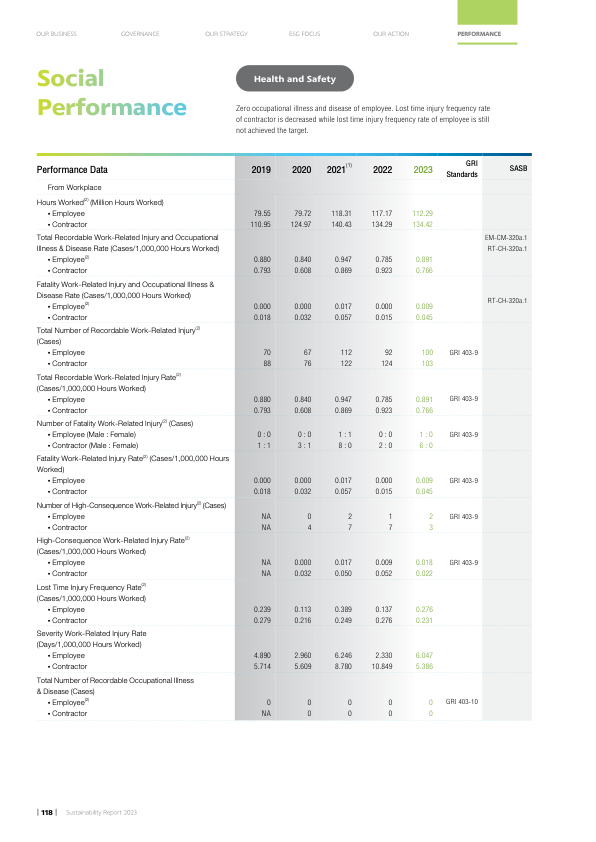 OUR BUSINESS GOVERNANCE OUR STRATEGY ESG FOCUS OUR ACTION PERFORMANCE
Social
Performance
Health and Safety
Zero occupational illness and disease of employee. Lost time injury frequency rate
of contractor is decreased while lost time injury frequency rate of employee is still
not achieved the target.
Performance Data 2019 2020 2021(1) 2022 2023 GRI Standards SASB
From Workplace
Hours Worked(2) (Million Hours Worked)
• Employee 79.55 79.72 118.31 117.17 112.29
• Contractor 110.95 124.97 140.43 134.29 134.42
Total Recordable Work-Related Injury and Occupational EM-CM-320a.1
Illness & Disease Rate (Cases/1,000,000 Hours Worked) RT-CH-320a.1
• Employee(2) 0.880 0.840 0.947 0.785 0.891
• Contractor 0.793 0.608 0.869 0.923 0.766
Fatality Work-Related Injury and Occupational Illness &
Disease Rate (Cases/1,000,000 Hours Worked) RT-CH-320a.1
• Employee(2) 0.000 0.000 0.017 0.000 0.009
• Contractor 0.018 0.032 0.057 0.015 0.045
Total Number of Recordable Work-Related Injury(2)
(Cases)
• Employee 70 67 112 92 100 GRI 403-9
• Contractor 88 76 122 124 103
Total Recordable Work-Related Injury Rate(2)
(Cases/1,000,000 Hours Worked)
• Employee 0.880 0.840 0.947 0.785 0.891 GRI 403-9
• Contractor 0.793 0.608 0.869 0.923 0.766
Number of Fatality Work-Related Injury(2) (Cases)
• Employee (Male : Female) 0 : 0 0 : 0 1 : 1 0 : 0 1 : 0 GRI 403-9
• Contractor (Male : Female) 1 : 1 3 : 1 8 : 0 2 : 0 6 : 0
Fatality Work-Related Injury Rate(2) (Cases/1,000,000 Hours
Worked)
• Employee 0.000 0.000 0.017 0.000 0.009 GRI 403-9
• Contractor 0.018 0.032 0.057 0.015 0.045
Number of High-Consequence Work-Related Injury(2) (Cases)
• Employee NA 0 2 1 2 GRI 403-9
• Contractor NA 4 7 7 3
High-Consequence Work-Related Injury Rate(2)
(Cases/1,000,000 Hours Worked)
• Employee NA 0.000 0.017 0.009 0.018 GRI 403-9
• Contractor NA 0.032 0.050 0.052 0.022
Lost Time Injury Frequency Rate(2)
(Cases/1,000,000 Hours Worked)
• Employee 0.239 0.113 0.389 0.137 0.276
• Contractor 0.279 0.216 0.249 0.276 0.231
Severity Work-Related Injury Rate
(Days/1,000,000 Hours Worked)
• Employee 4.890 2.960 6.246 2.330 6.047
• Contractor 5.714 5.609 8.780 10.849 5.386
Total Number of Recordable Occupational Illness
& Disease (Cases)
• Employee(2) 0 0 0 0 0 GRI 403-10
• Contractor NA 0 0 0 0
| 118 | Sustainability Report 2023